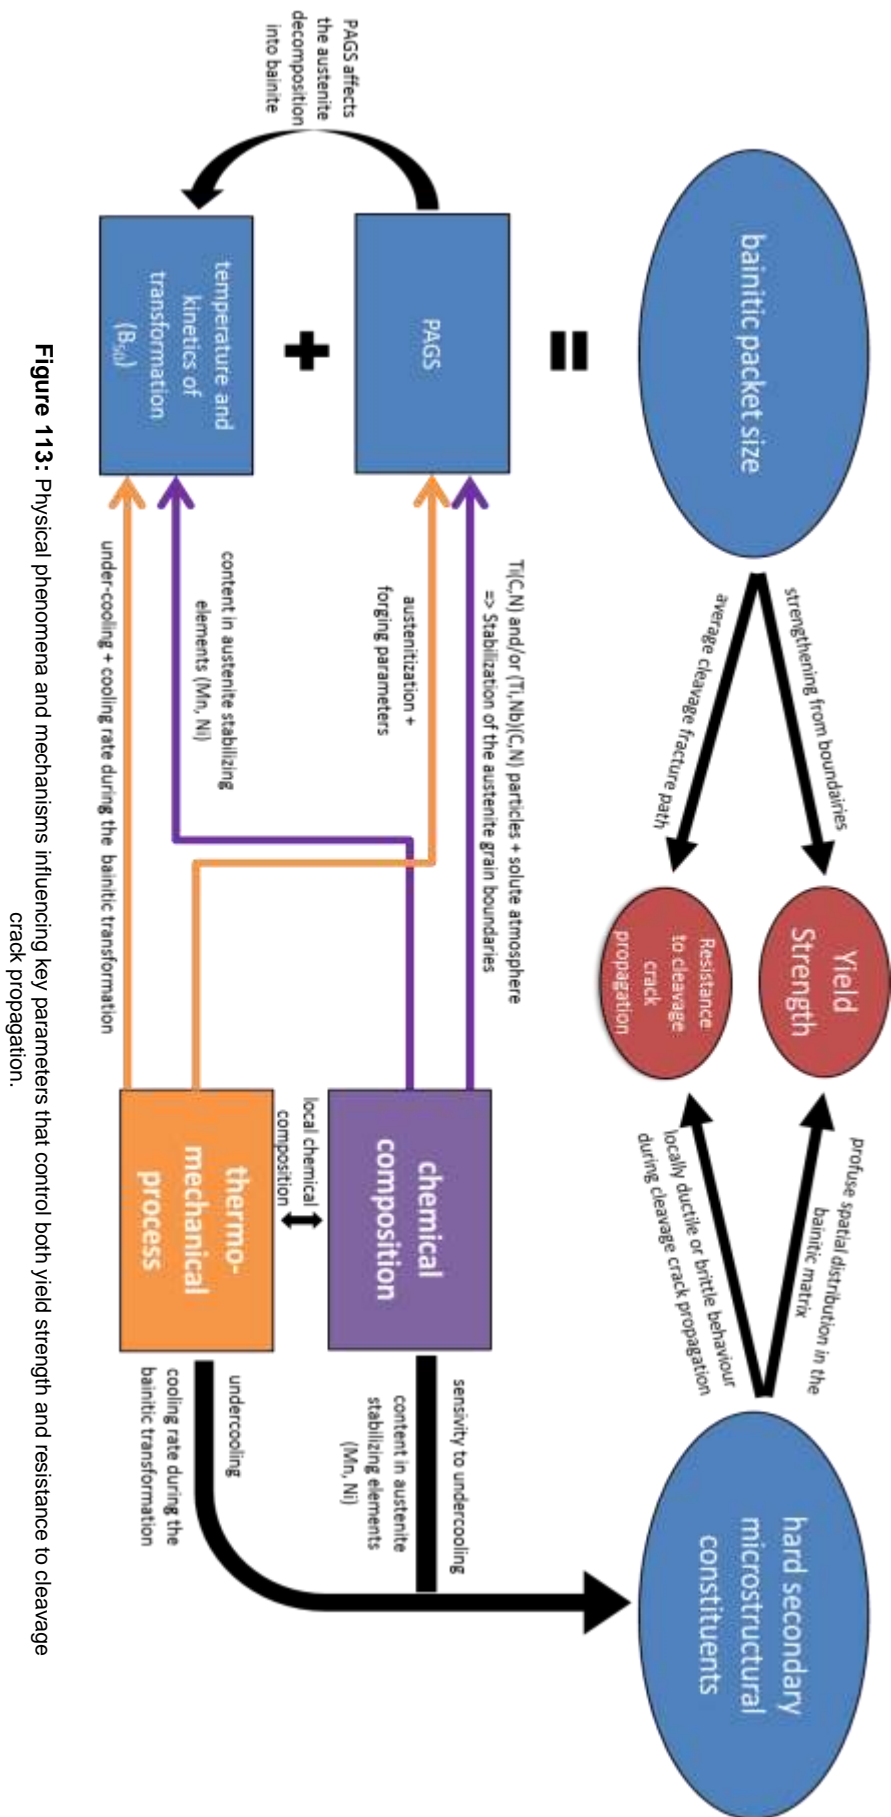 bainitic packet size
strengthening from boundairies
average cleavage fracture path
Yield
Strength
Resistance
to cleavage
crack
propagation
profuse spatial distribution in the
bainitic matrix
locally ductile or brittle behaviour
during cleavage crack propagation
hard secondary
microstructural
constituents
=
PAGS
+
temperature and
kinetics of
transformation
(B50)
PAGS affects
the austenite
decomposition
into bainite
Ti(C,N) and/or (Ti,Nb)(C,N) particles + solute atmosphere
=> Stabilization of the austenite grain boundaries
austenitization +
forging parameters
content in austenite stabilizing
elements (Mn, Ni)
under-cooling + cooling rate during the bainitic transformation
chemical
composition
local chemical
composition
thermo-
mechanical
process
sensivity to undercooling
content in austenite
stabilizing elements
(Mn, Ni)
undercooling
cooling rate during the
bainitic transformation
Figure 113: Physical phenomena and mechanisms influencing key parameters that control both yield strength and resistance to cleavage
crack propagation.